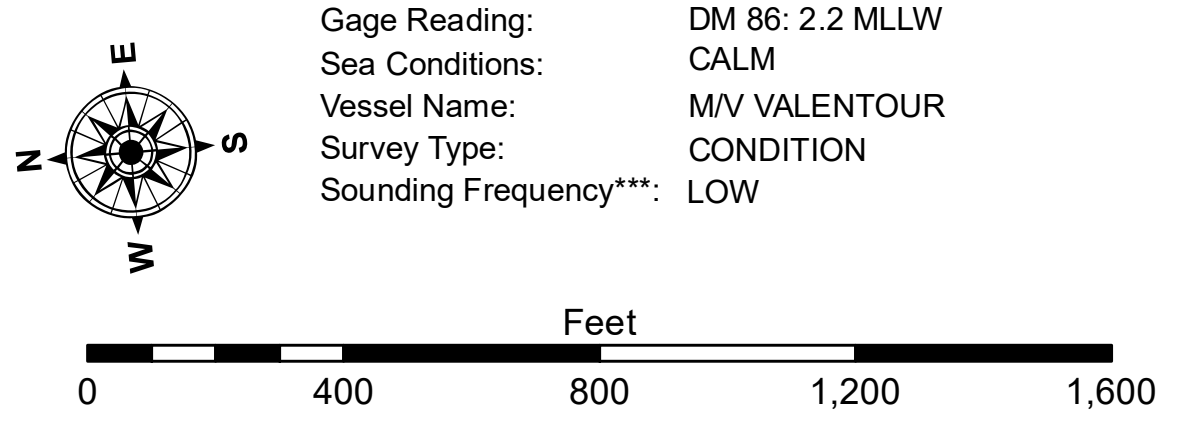 Gage Reading: DM 86: 2.2 MLLW
Sea Conditions: CALM
Vessel Name: M/V VALENTOUR
Survey Type: CONDITION
Sounding Frequency***: LOW
E
N S
W
Feet
0 400 800 1,200 1,600